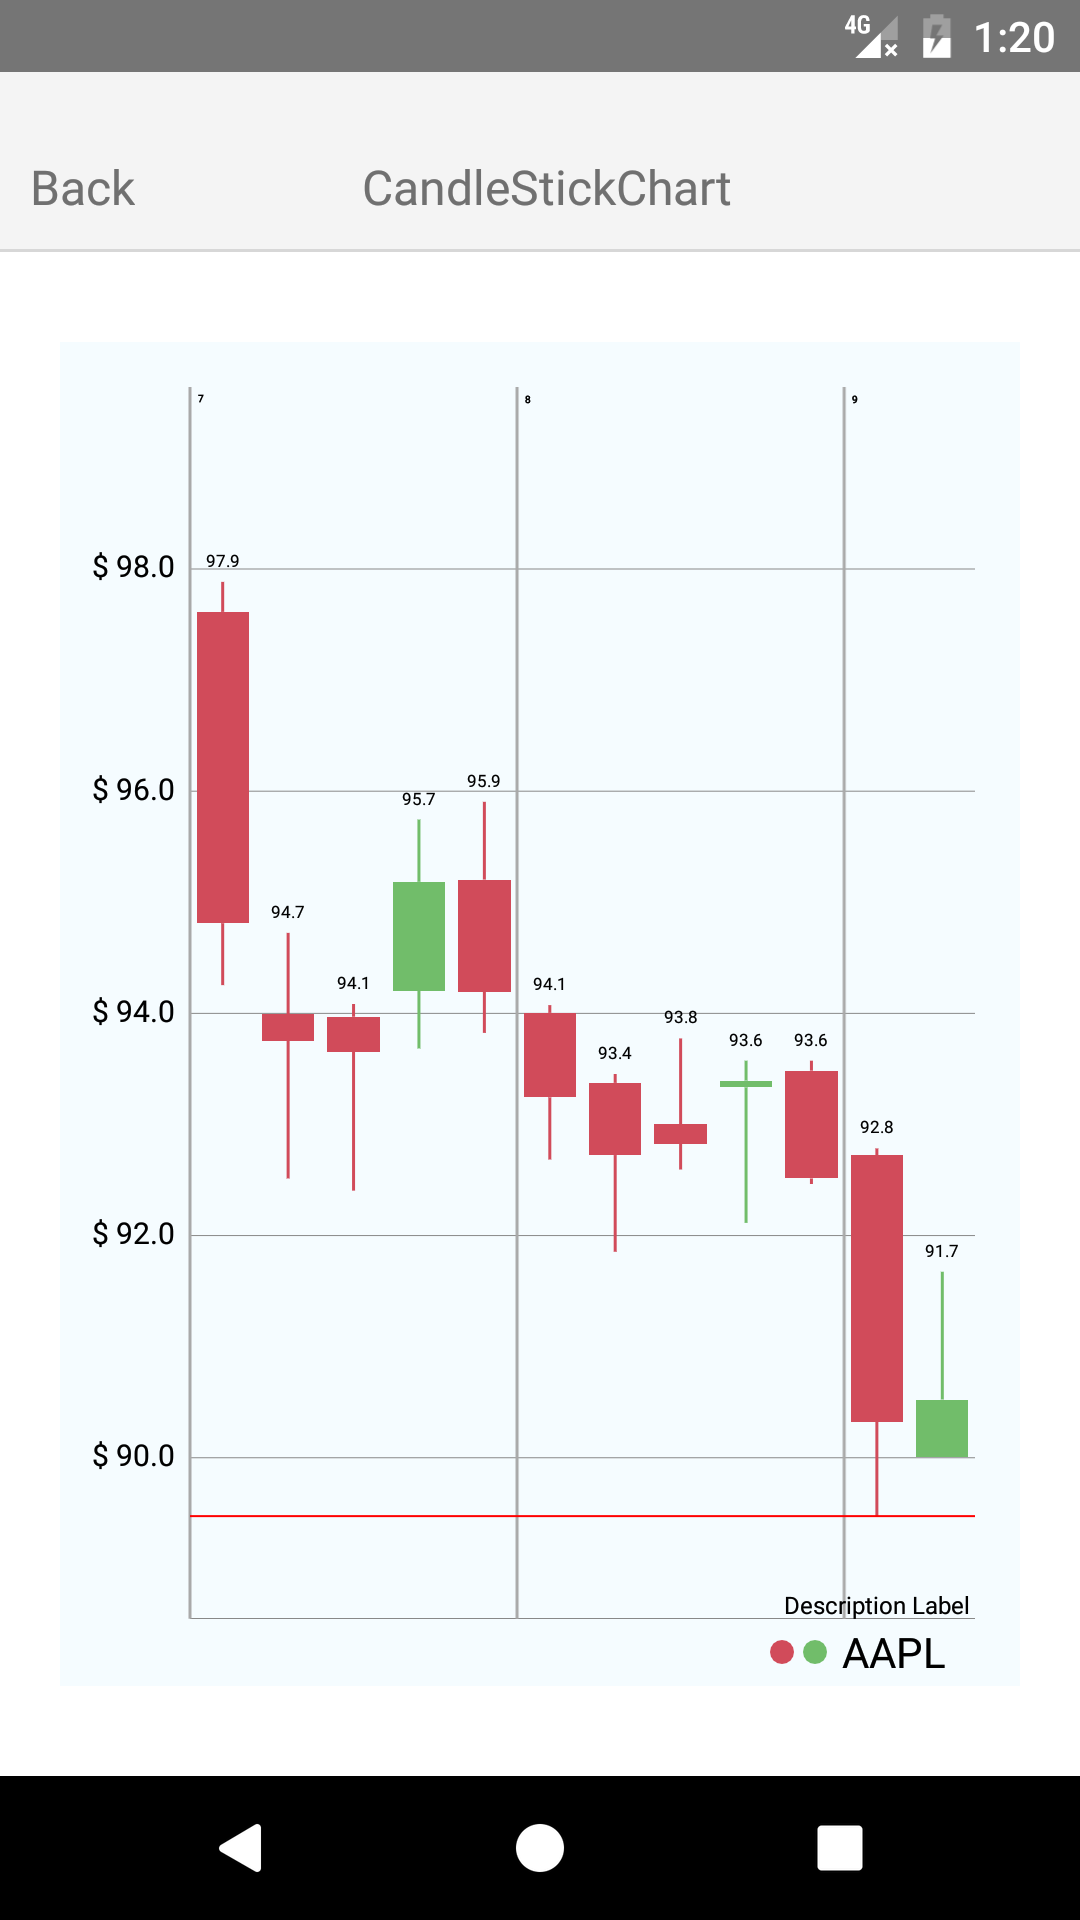 4G 1:20
Back CandleStickChart
7 8 9
$ 98.0 97.9
$ 96.0 95.7 95.9
94.7
94.1 94.1
$ 94.0 93.8
93.4 93.6 93.6
92.8
$ 92.0
91.7
$ 90.0
Description Label
AAPL